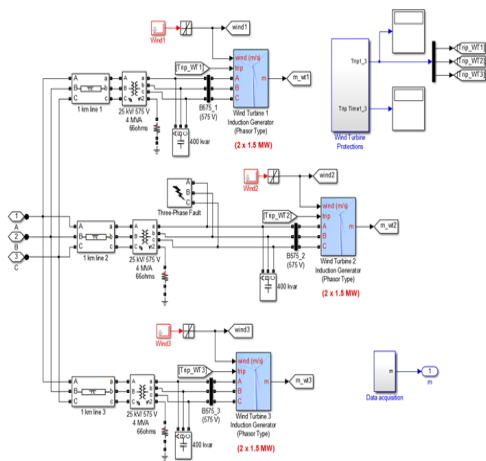 Wind1
wind1
[Trip_WT1]
wind (m/s)
trip
A
B
C
m
m_wt1
A
B
C
1 km line 1
A
B
C
a
b
c
n2
25 kV/ 575 V
4 MVA
66ohms
B575_1
(575 V)
400 kvar
Wind Turbine 1
Induction Generator
(Phasor Type)
(2 x 1.5 MW)
Trip1_3
Trip Time1_3
Wind Turbine
Protections
[Trip_WT1]
[Trip_WT2]
[Trip_WT3]
Three-Phase Fault
A
B
C
Wind2
wind2
[Trip_WT2]
wind (m/s)
trip
A
B
C
m
m_wt2
1
A
2
B
3
C
A
B
C
1 km line 2
A
B
C
a
b
c
n2
25 kV/ 575 V
4 MVA
66ohms
B575_2
(575 V)
400 kvar
Wind Turbine 2
Induction Generator
(Phasor Type)
(2 x 1.5 MW)
Wind3
wind3
[Trip_WT3]
wind (m/s)
trip
A
B
C
m
m_wt3
A
B
C
1 km line 3
A
B
C
a
b
c
n2
25 kV/ 575 V
4 MVA
66ohms
B575_3
(575 V)
400 kvar
Wind Turbine 3
Induction Generator
(Phasor Type)
(2 x 1.5 MW)
m
Data acquisition
1
m